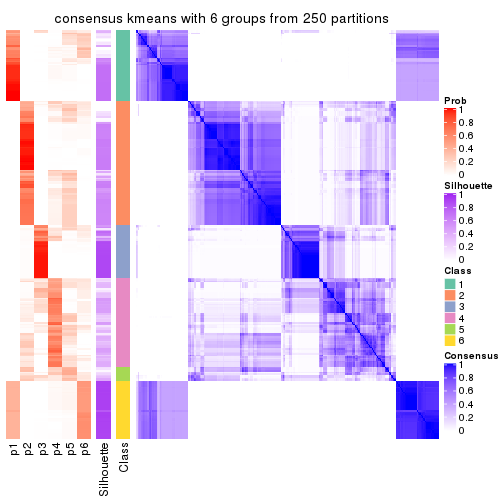 consensus kmeans with 6 groups from 250 partitions
Prob
1
0.8
0.6
0.4
0.2
0
Silhouette
1
0.8
0.6
0.4
0.2
0
Class
1
2
3
4
5
6
Consensus
1
0.8
0.6
0.4
0.2
0
p1
p2
p3
p4
p5
p6
Silhouette
Class